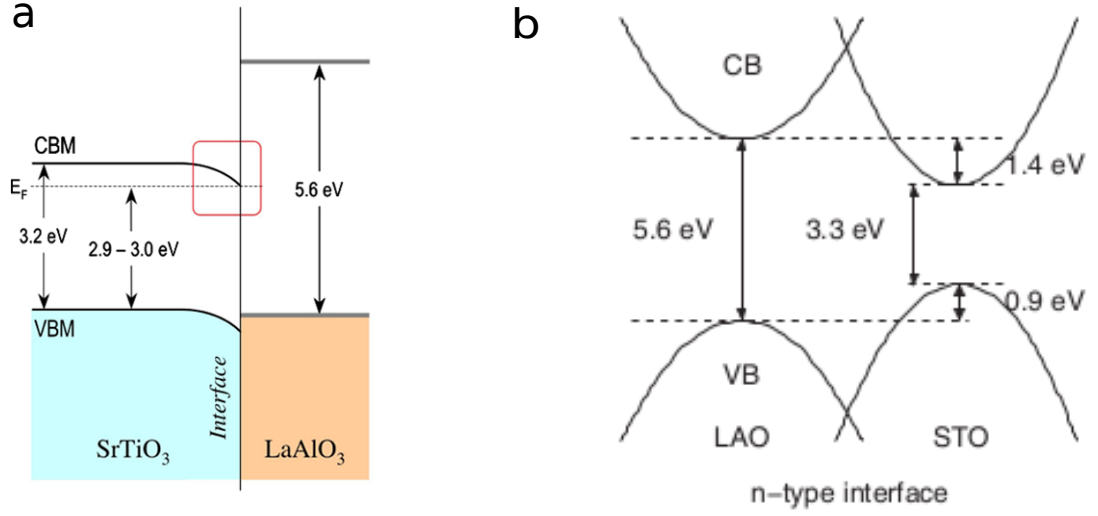 a
CBM
E_F
3.2 eV
2.9 – 3.0 eV
5.6 eV
VBM
Interface
SrTiO₃
LaAlO₃
b
CB
1.4 eV
5.6 eV
3.3 eV
0.9 eV
VB
LAO
STO
n−type interface